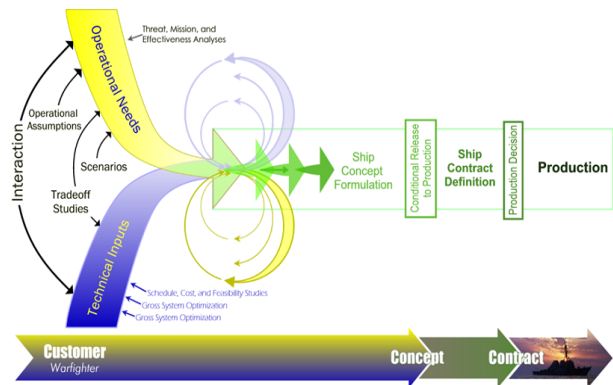 Threat, Mission, and
Effectiveness Analyses
Operational Needs
Operational
Assumptions
Scenarios
Interaction
Tradeoff
Studies
Technical Inputs
Schedule, Cost, and Feasibility Studies
Gross System Optimization
Gross System Optimization
Ship
Concept
Formulation
Conditional Release
to Production
Ship
Contract
Definition
Production Decision
Production
Customer
Warfighter
Concept
Contract